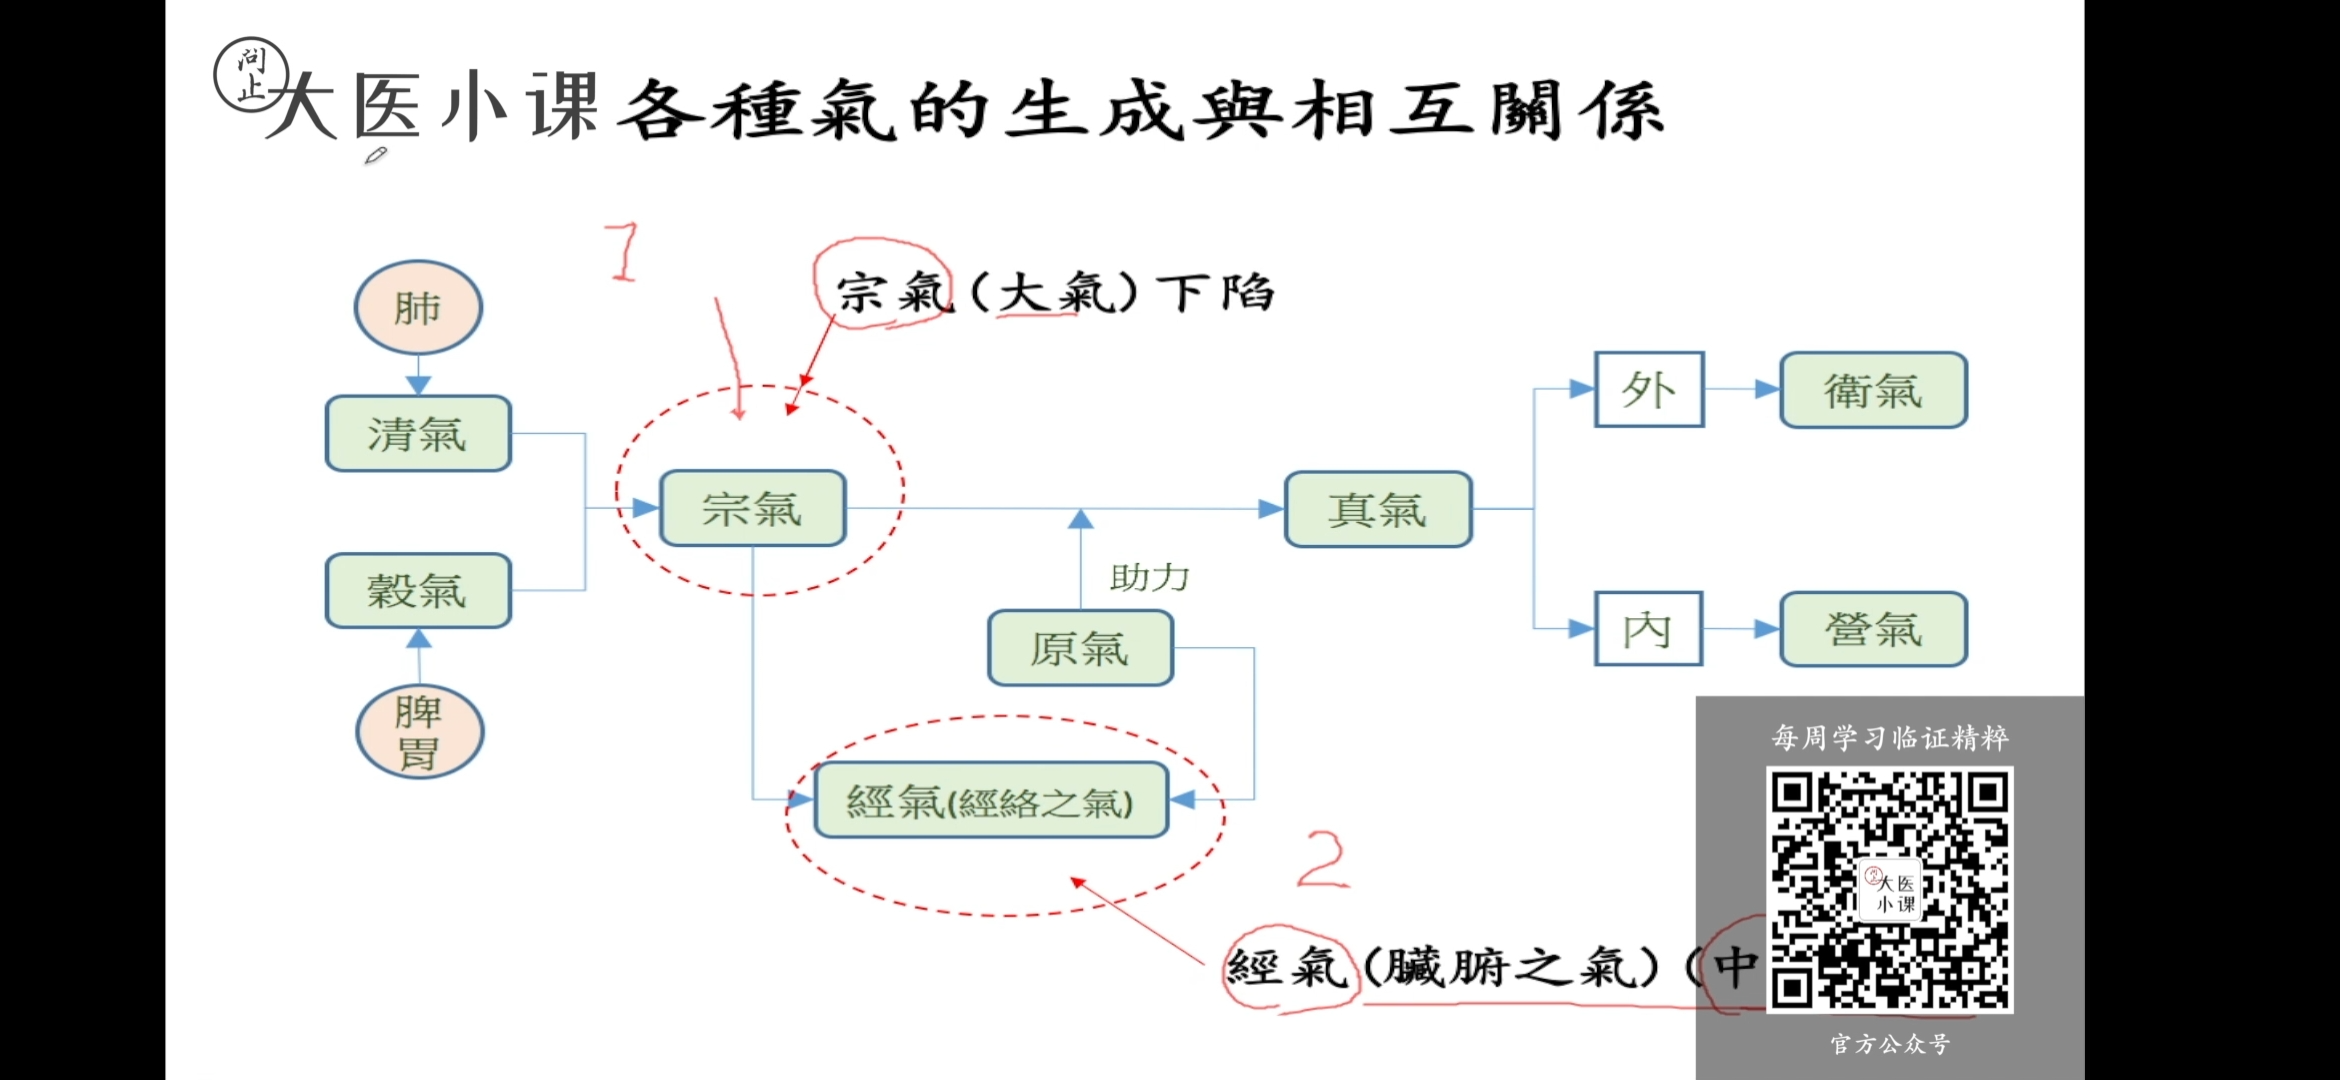 問止
大医小课
各種氣的生成與相互關係
1
宗氣(大氣)下陷
肺
清氣
宗氣
穀氣
脾
胃
助力
原氣
真氣
外
衛氣
內
營氣
經氣(經絡之氣)
2
經氣(臟腑之氣)(中
每周学习临证精粹
大医
小课
官方公众号